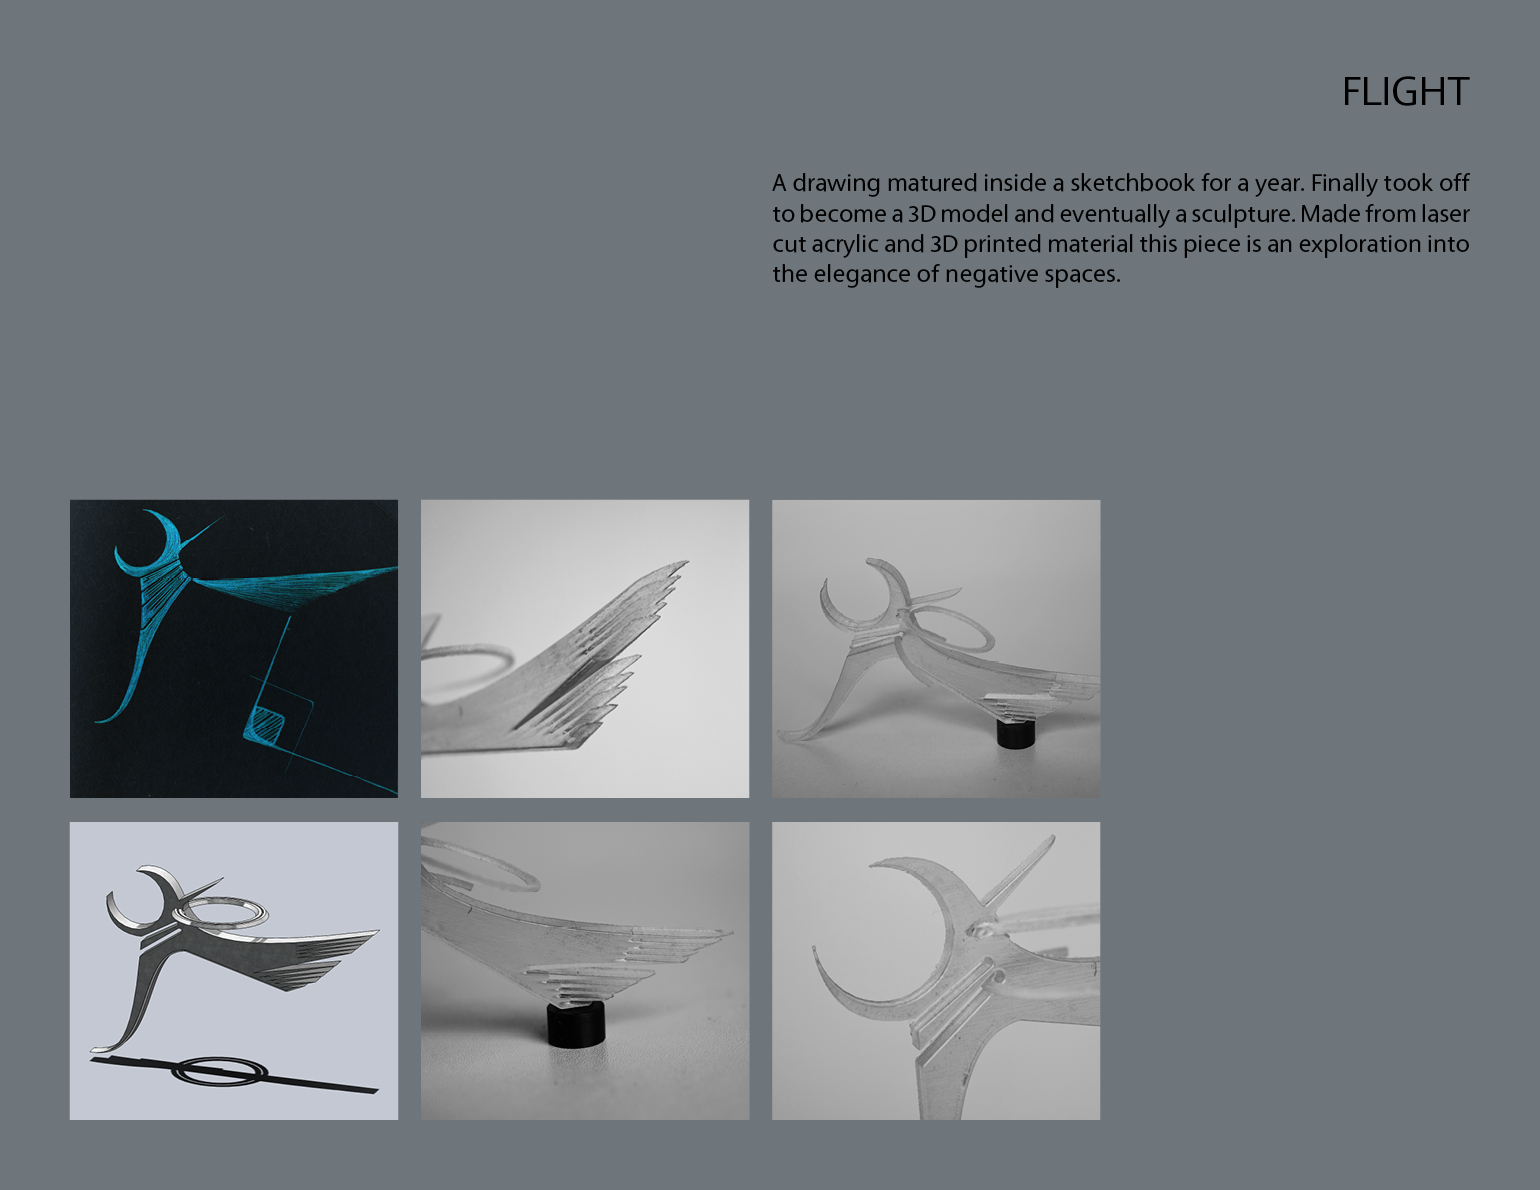 FLIGHT
A drawing matured inside a sketchbook for a year. Finally took off
to become a 3D model and eventually a sculpture. Made from laser
cut acrylic and 3D printed material this piece is an exploration into
the elegance of negative spaces.